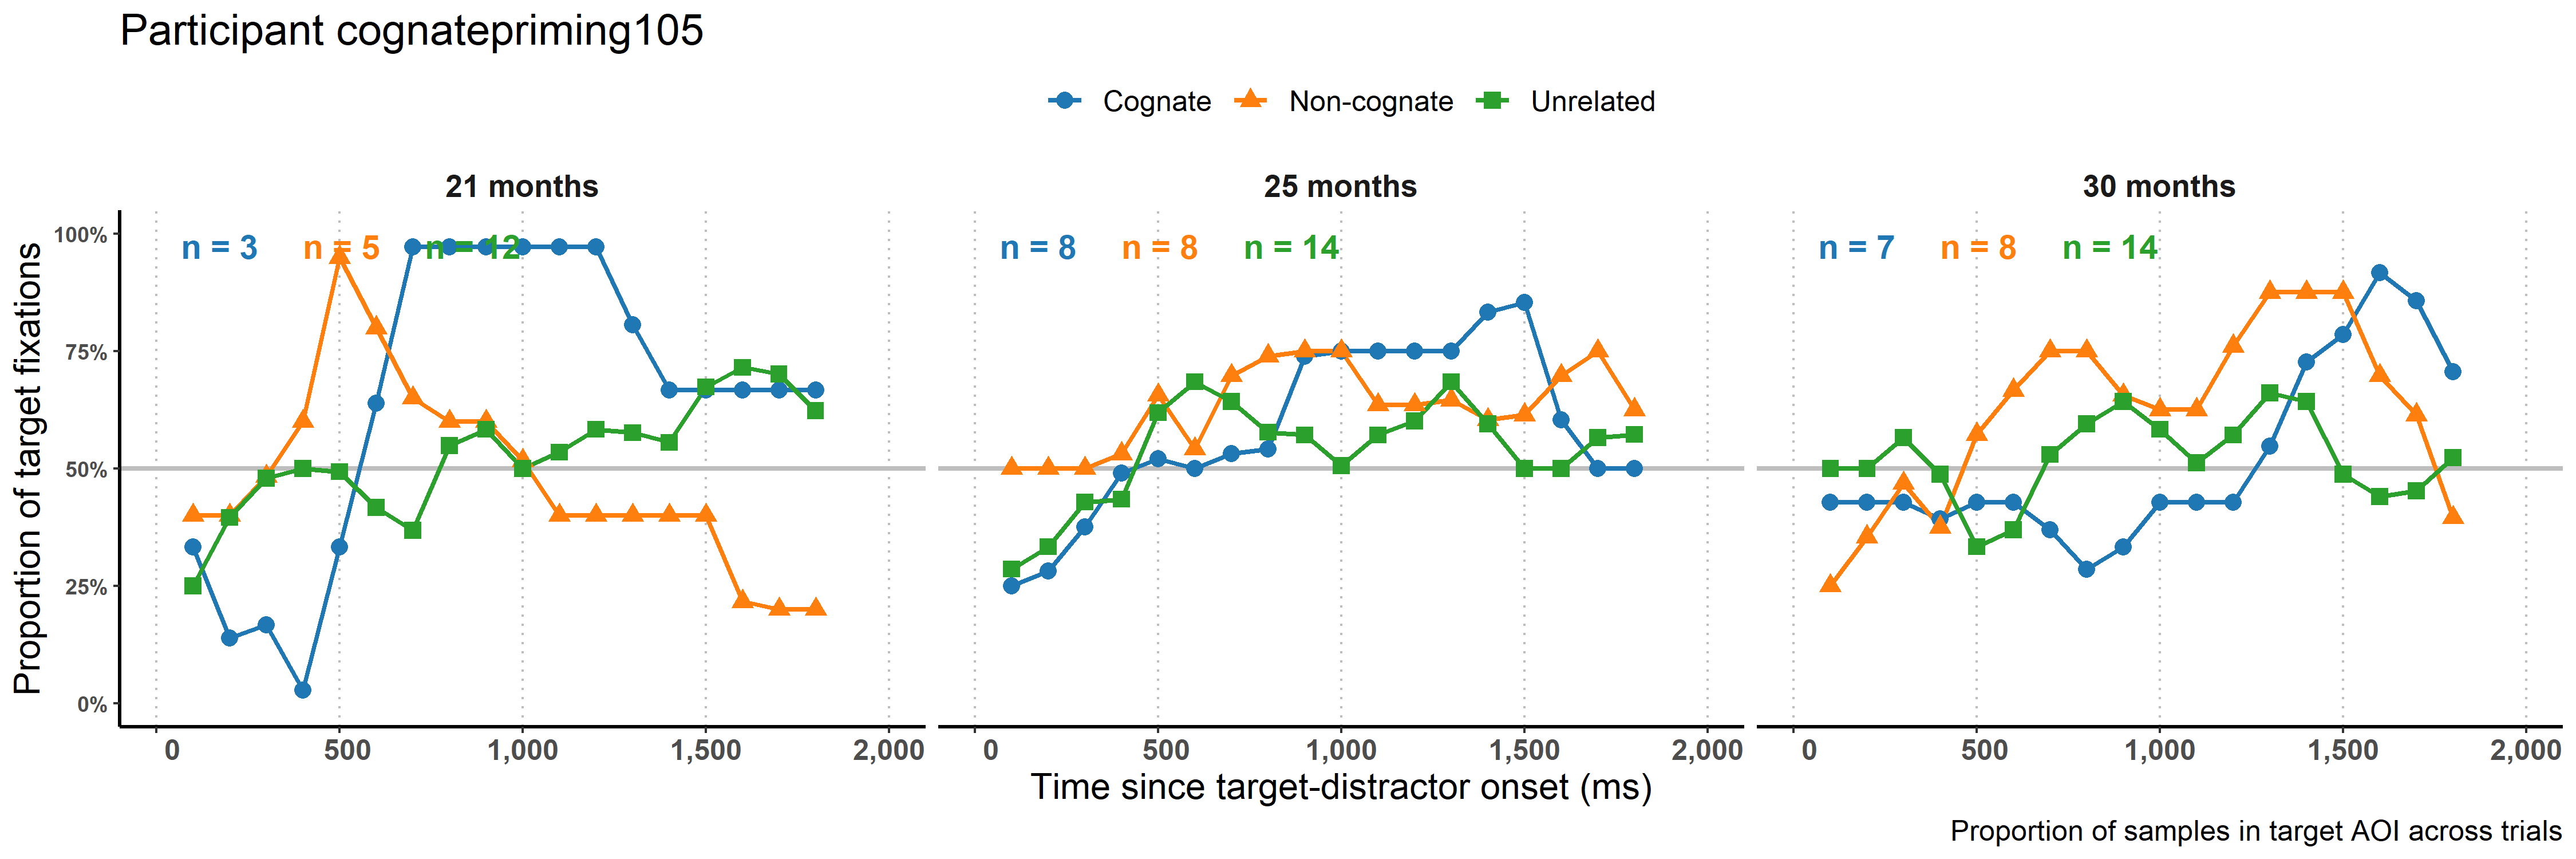 Participant cognatepriming105
Cognate Non-cognate Unrelated
21 months 25 months 30 months
n = 3 n = 5 n = 12 n = 8 n = 8 n = 14 n = 7 n = 8 n = 14
100%
75%
50%
25%
0%
Proportion of target fixations
0 500 1,000 1,500 2,000 0 500 1,000 1,500 2,000 0 500 1,000 1,500 2,000
Time since target-distractor onset (ms)
Proportion of samples in target AOI across trials